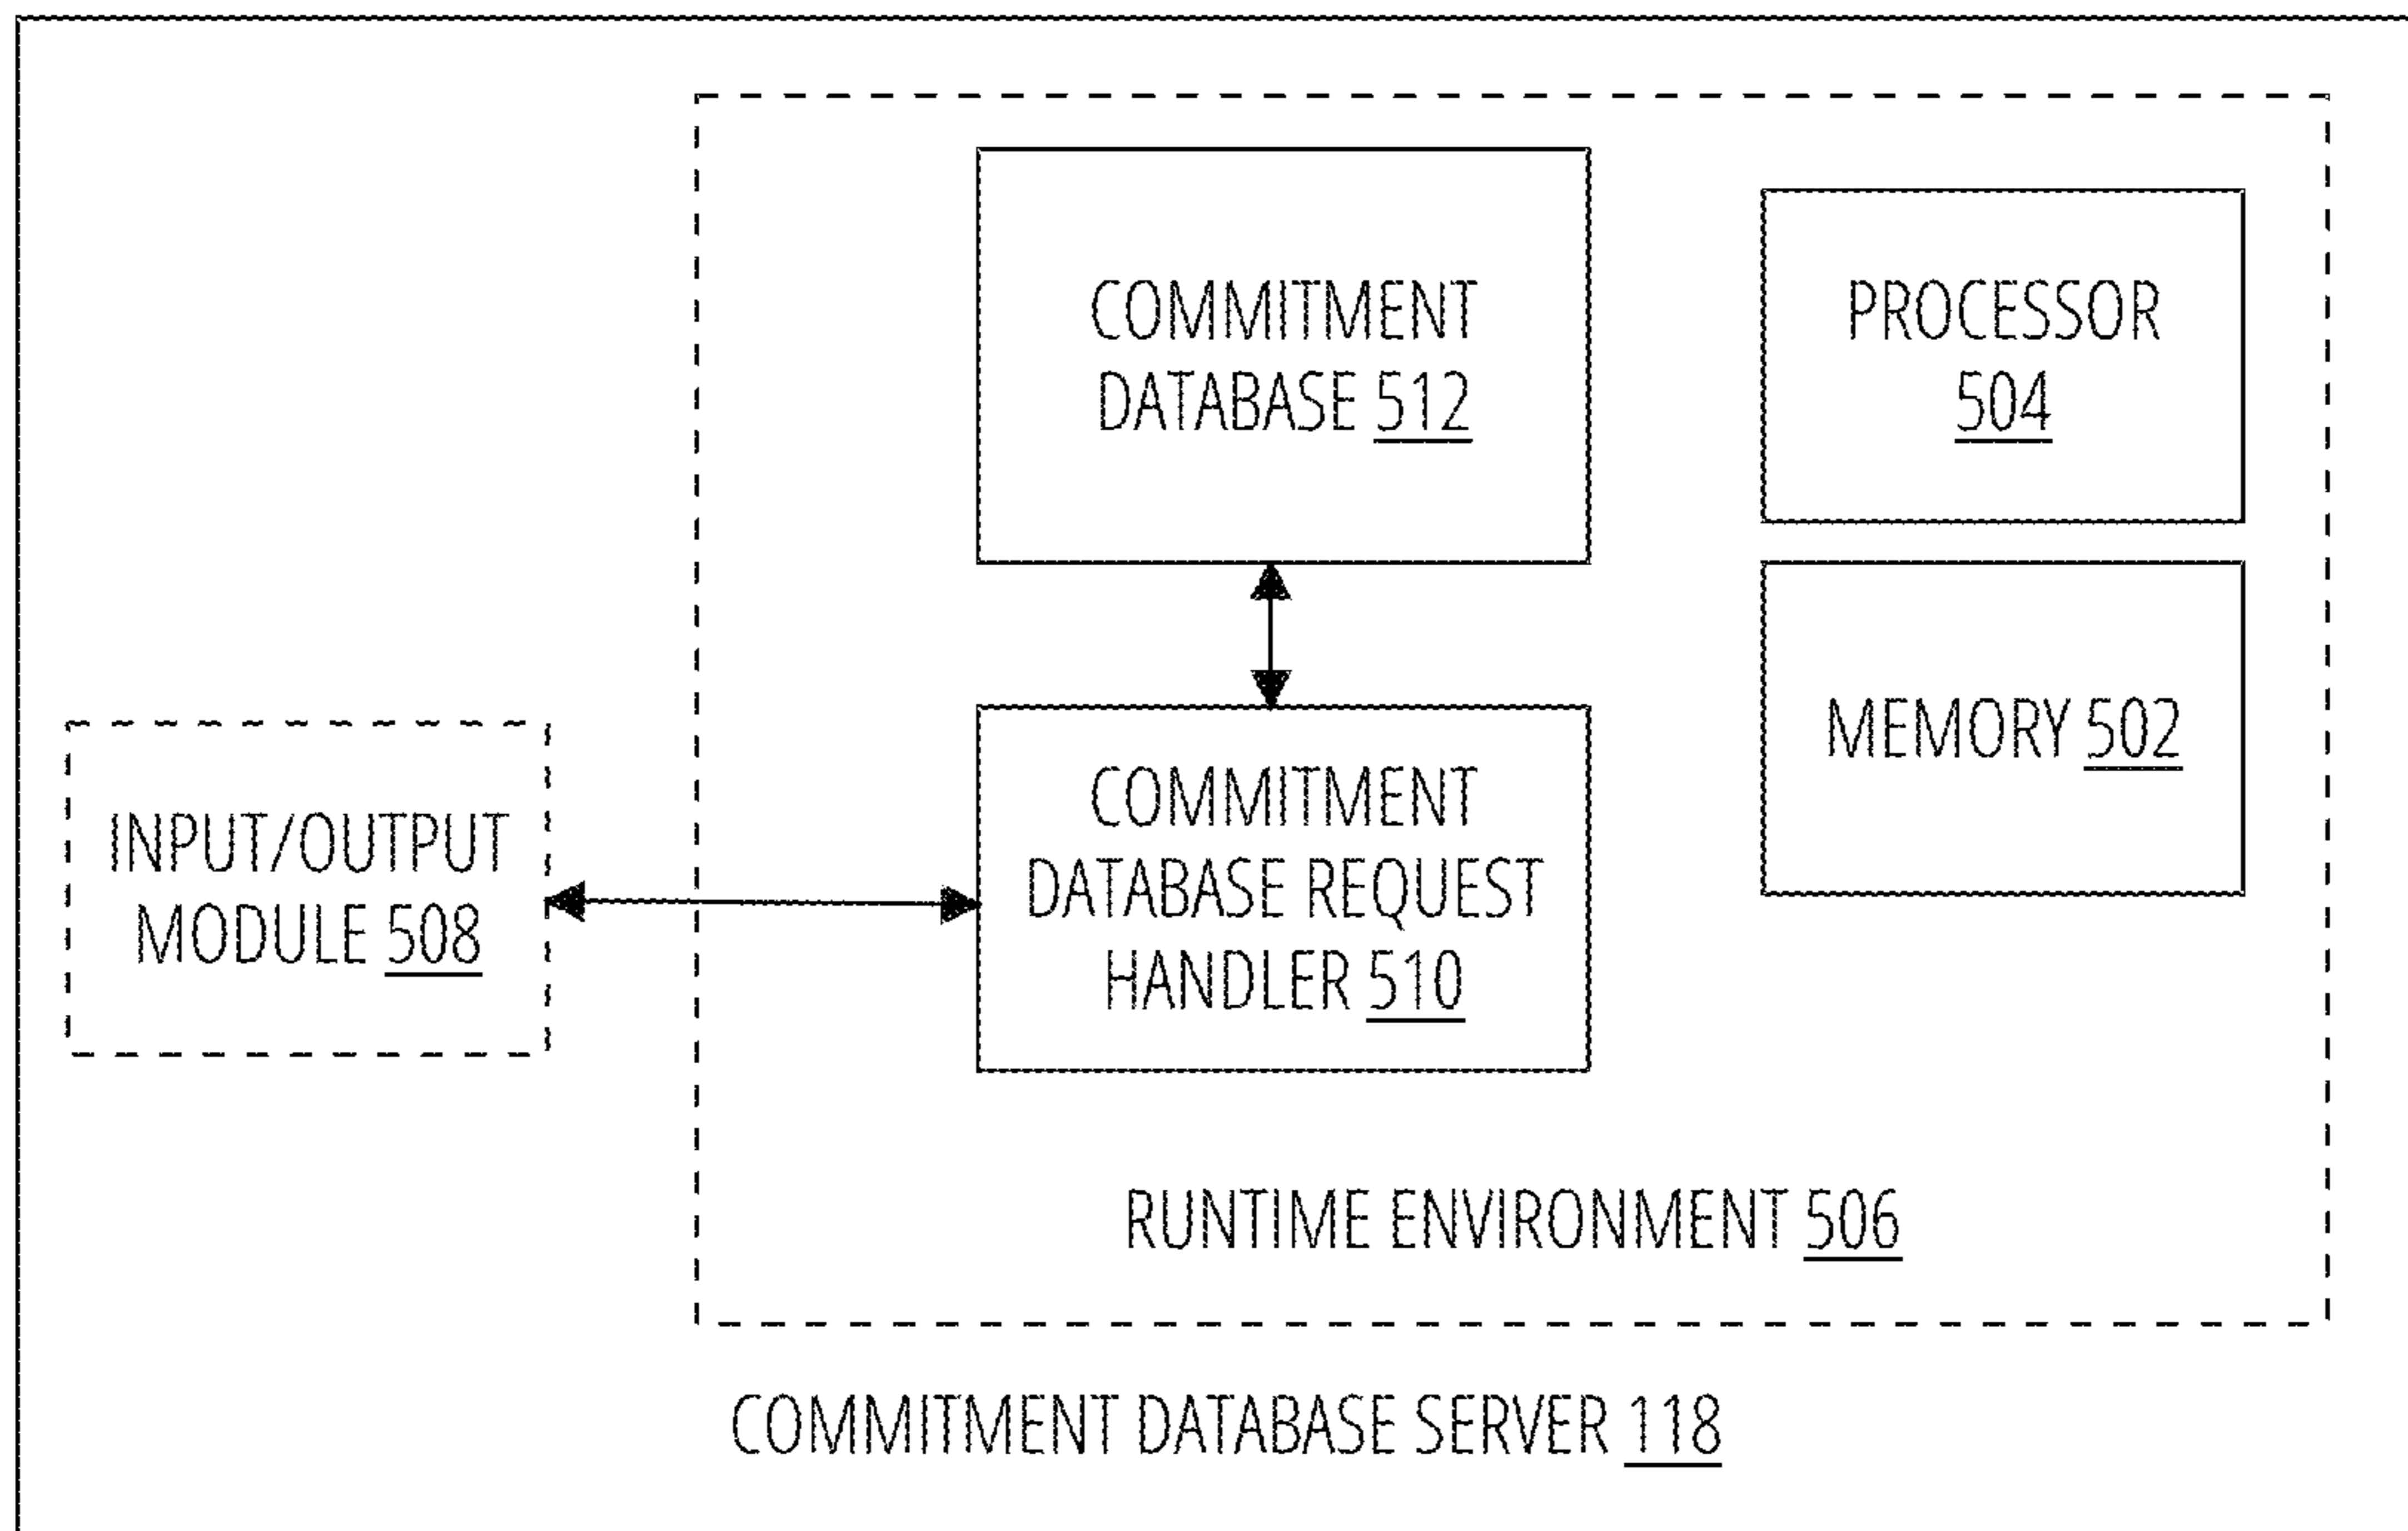 COMMITMENT
DATABASE 512
PROCESSOR
504
MEMORY 502
INPUT/OUTPUT
MODULE 508
COMMITMENT
DATABASE REQUEST
HANDLER 510
RUNTIME ENVIRONMENT 506
COMMITMENT DATABASE SERVER 118